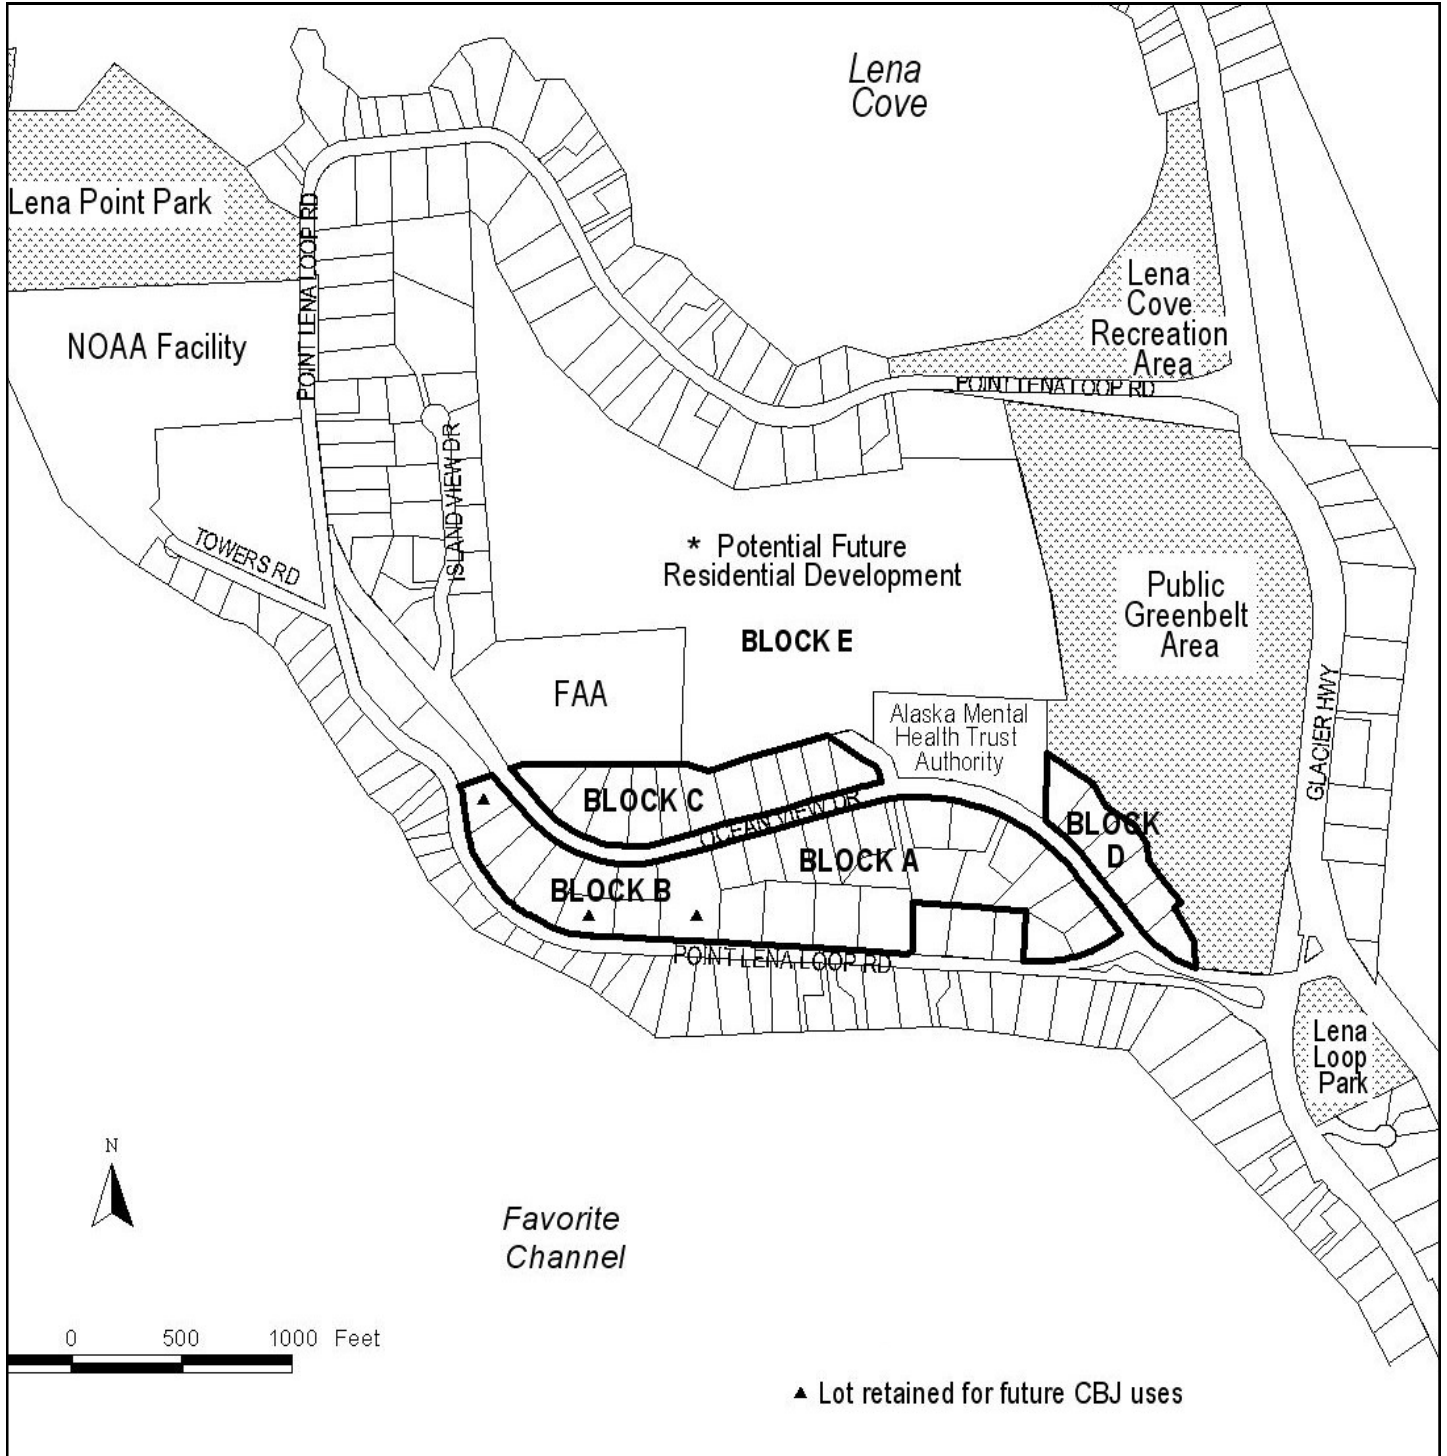 Lena
Cove
Lena Point Park
POINT LENA LOOP RD
Lena
Cove
Recreation
Area
NOAA Facility
POINT LENA LOOP RD
ISLAND VIEW DR
TOWERS RD
* Potential Future
Residential Development
BLOCK E
Public
Greenbelt
Area
FAA
Alaska Mental
Health Trust
Authority
GLACIER HWY
BLOCK C
OCEAN VIEW DR
BLOCK D
BLOCK A
BLOCK B
POINT LENA LOOP RD
Lena
Loop
Park
N
Favorite
Channel
0 500 1000 Feet
▲ Lot retained for future CBJ uses